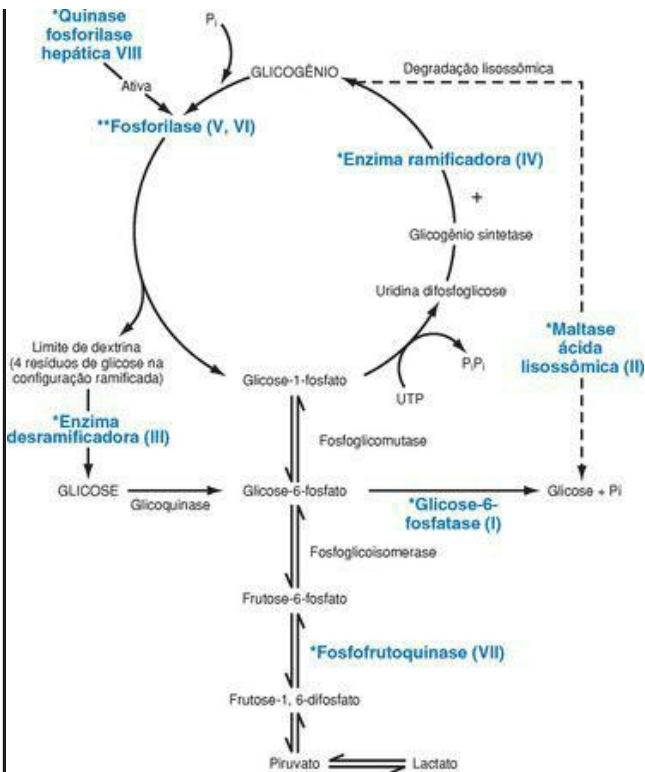 *Quinase
fosforilase
hepática VIII
Pi
GLICOGÊNIO
Degradação lisossômica
Ativa
**Fosforilase (V, VI)
*Enzima ramificadora (IV)
+
Glicogênio sintetase
Uridina difosfoglicose
*Maltase
ácida
lisossômica (II)
Limite de dextrina
(4 resíduos de glicose na
configuração ramificada)
PiPi
UTP
Glicose-1-fosfato
*Enzima
desramificadora (III)
Fosfoglicomutase
GLICOSE
Glicoquinase
Glicose-6-fosfato
*Glicose-6-
fosfatase (I)
Glicose + Pi
Fosfoglicoisomerase
Frutose-6-fosfato
*Fosfofrutoquinase (VII)
Frutose-1, 6-difosfato
Piruvato
Lactato